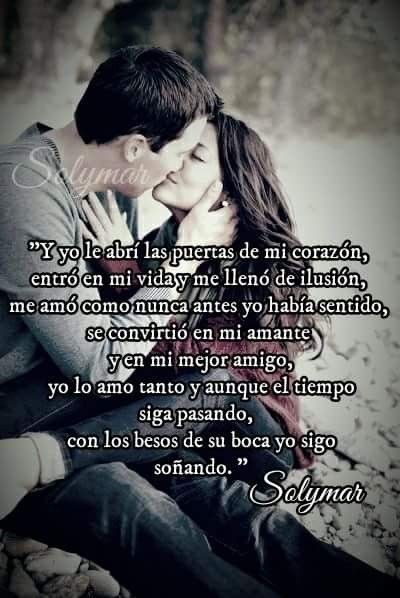 Solymar
"Y yo le abrí las puertas de mi corazón,
entró en mi vida y me llenó de ilusión,
me amó como nunca antes yo había sentido,
se convirtió en mi amante
y en mi mejor amigo,
yo lo amo tanto y aunque el tiempo
siga pasando,
con los besos de su boca yo sigo
soñando."
Solymar